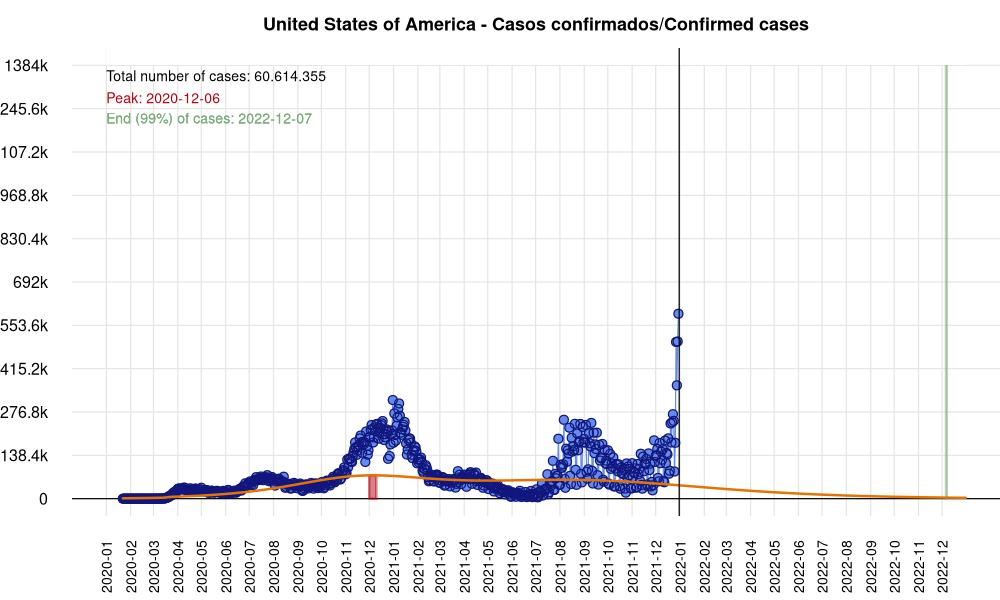 United States of America - Casos confirmados/Confirmed cases
Total number of cases: 60.614.355
Peak: 2020-12-06
End (99%) of cases: 2022-12-07
1384k
245.6k
107.2k
968.8k
830.4k
692k
553.6k
415.2k
276.8k
138.4k
0
2020-01
2020-02
2020-03
2020-04
2020-05
2020-06
2020-07
2020-08
2020-09
2020-10
2020-11
2020-12
2021-01
2021-02
2021-03
2021-04
2021-05
2021-06
2021-07
2021-08
2021-09
2021-10
2021-11
2021-12
2022-01
2022-02
2022-03
2022-04
2022-05
2022-06
2022-07
2022-08
2022-09
2022-10
2022-11
2022-12